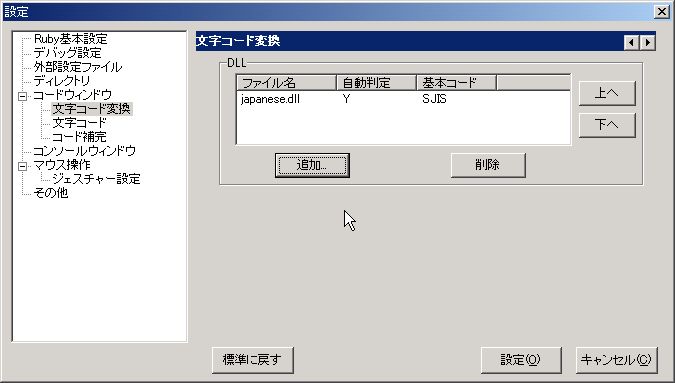 設定
Ruby基本設定
デバッグ設定
外部設定ファイル
ディレクトリ
コードウィンドウ
文字コード変換
文字コード
コード補完
コンソールウィンドウ
マウス操作
ジェスチャー設定
その他
文字コード変換
DLL
ファイル名 自動判定 基本コード
japanese.dll Y SJIS
上へ
下へ
追加...
削除
標準に戻す
設定(O)
キャンセル(C)